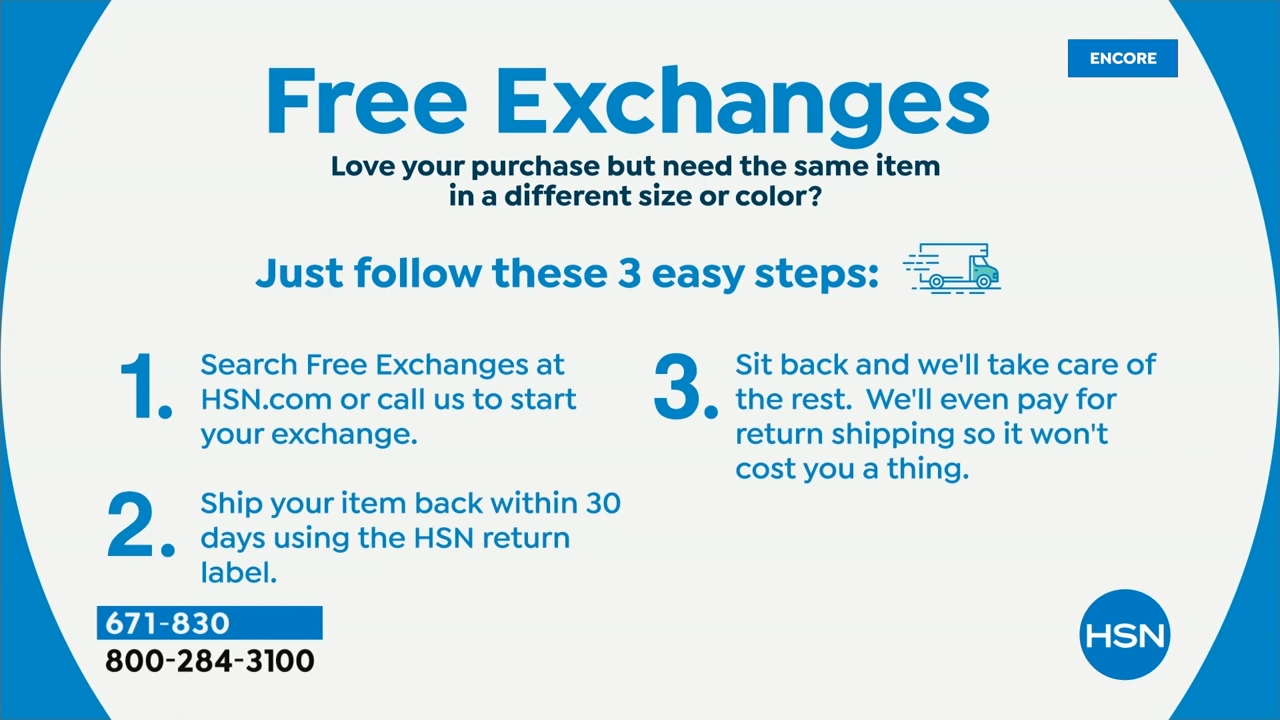 ENCORE
Free Exchanges
Love your purchase but need the same item
in a different size or color?
Just follow these 3 easy steps:
1. Search Free Exchanges at
HSN.com or call us to start
your exchange.
2. Ship your item back within 30
days using the HSN return
label.
3. Sit back and we'll take care of
the rest. We'll even pay for
return shipping so it won't
cost you a thing.
671-830
800-284-3100
HSN